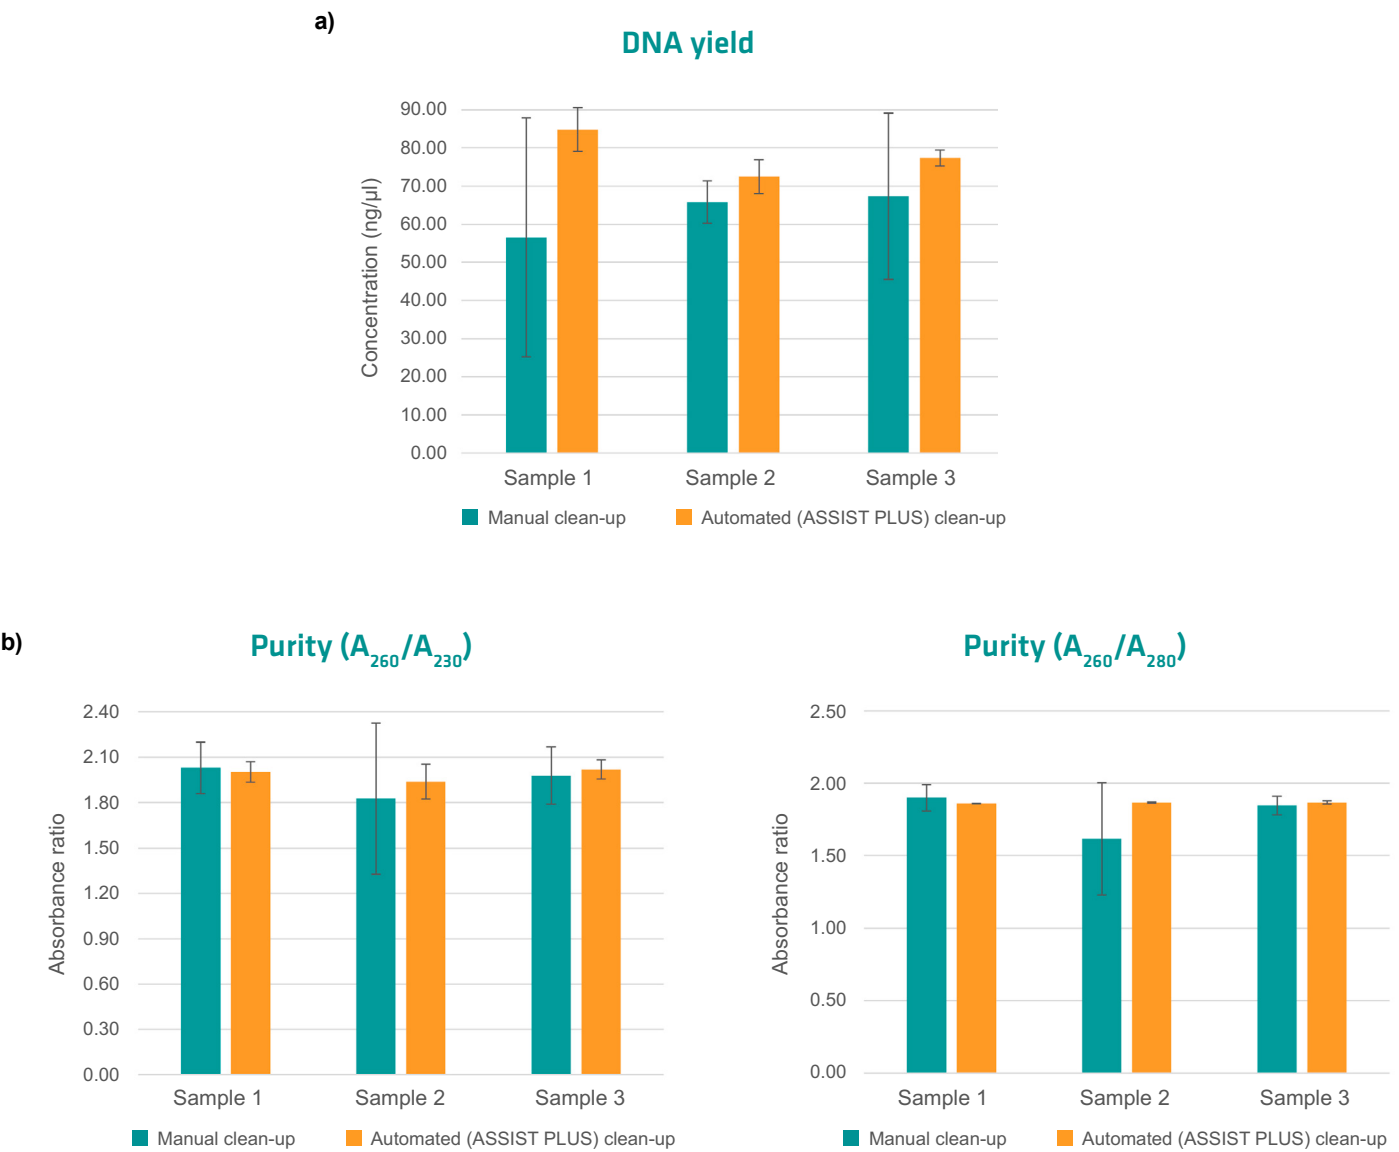 a)
DNA yield
Concentration (ng/µl)
90.00
80.00
70.00
60.00
50.00
40.00
30.00
20.00
10.00
0.00
Sample 1 Sample 2 Sample 3
Manual clean-up Automated (ASSIST PLUS) clean-up
b)
Purity (A260/A230)
Absorbance ratio
2.40
2.10
1.80
1.50
1.20
0.90
0.60
0.30
0.00
Sample 1 Sample 2 Sample 3
Manual clean-up Automated (ASSIST PLUS) clean-up
Purity (A260/A280)
Absorbance ratio
2.50
2.00
1.50
1.00
0.50
0.00
Sample 1 Sample 2 Sample 3
Manual clean-up Automated (ASSIST PLUS) clean-up